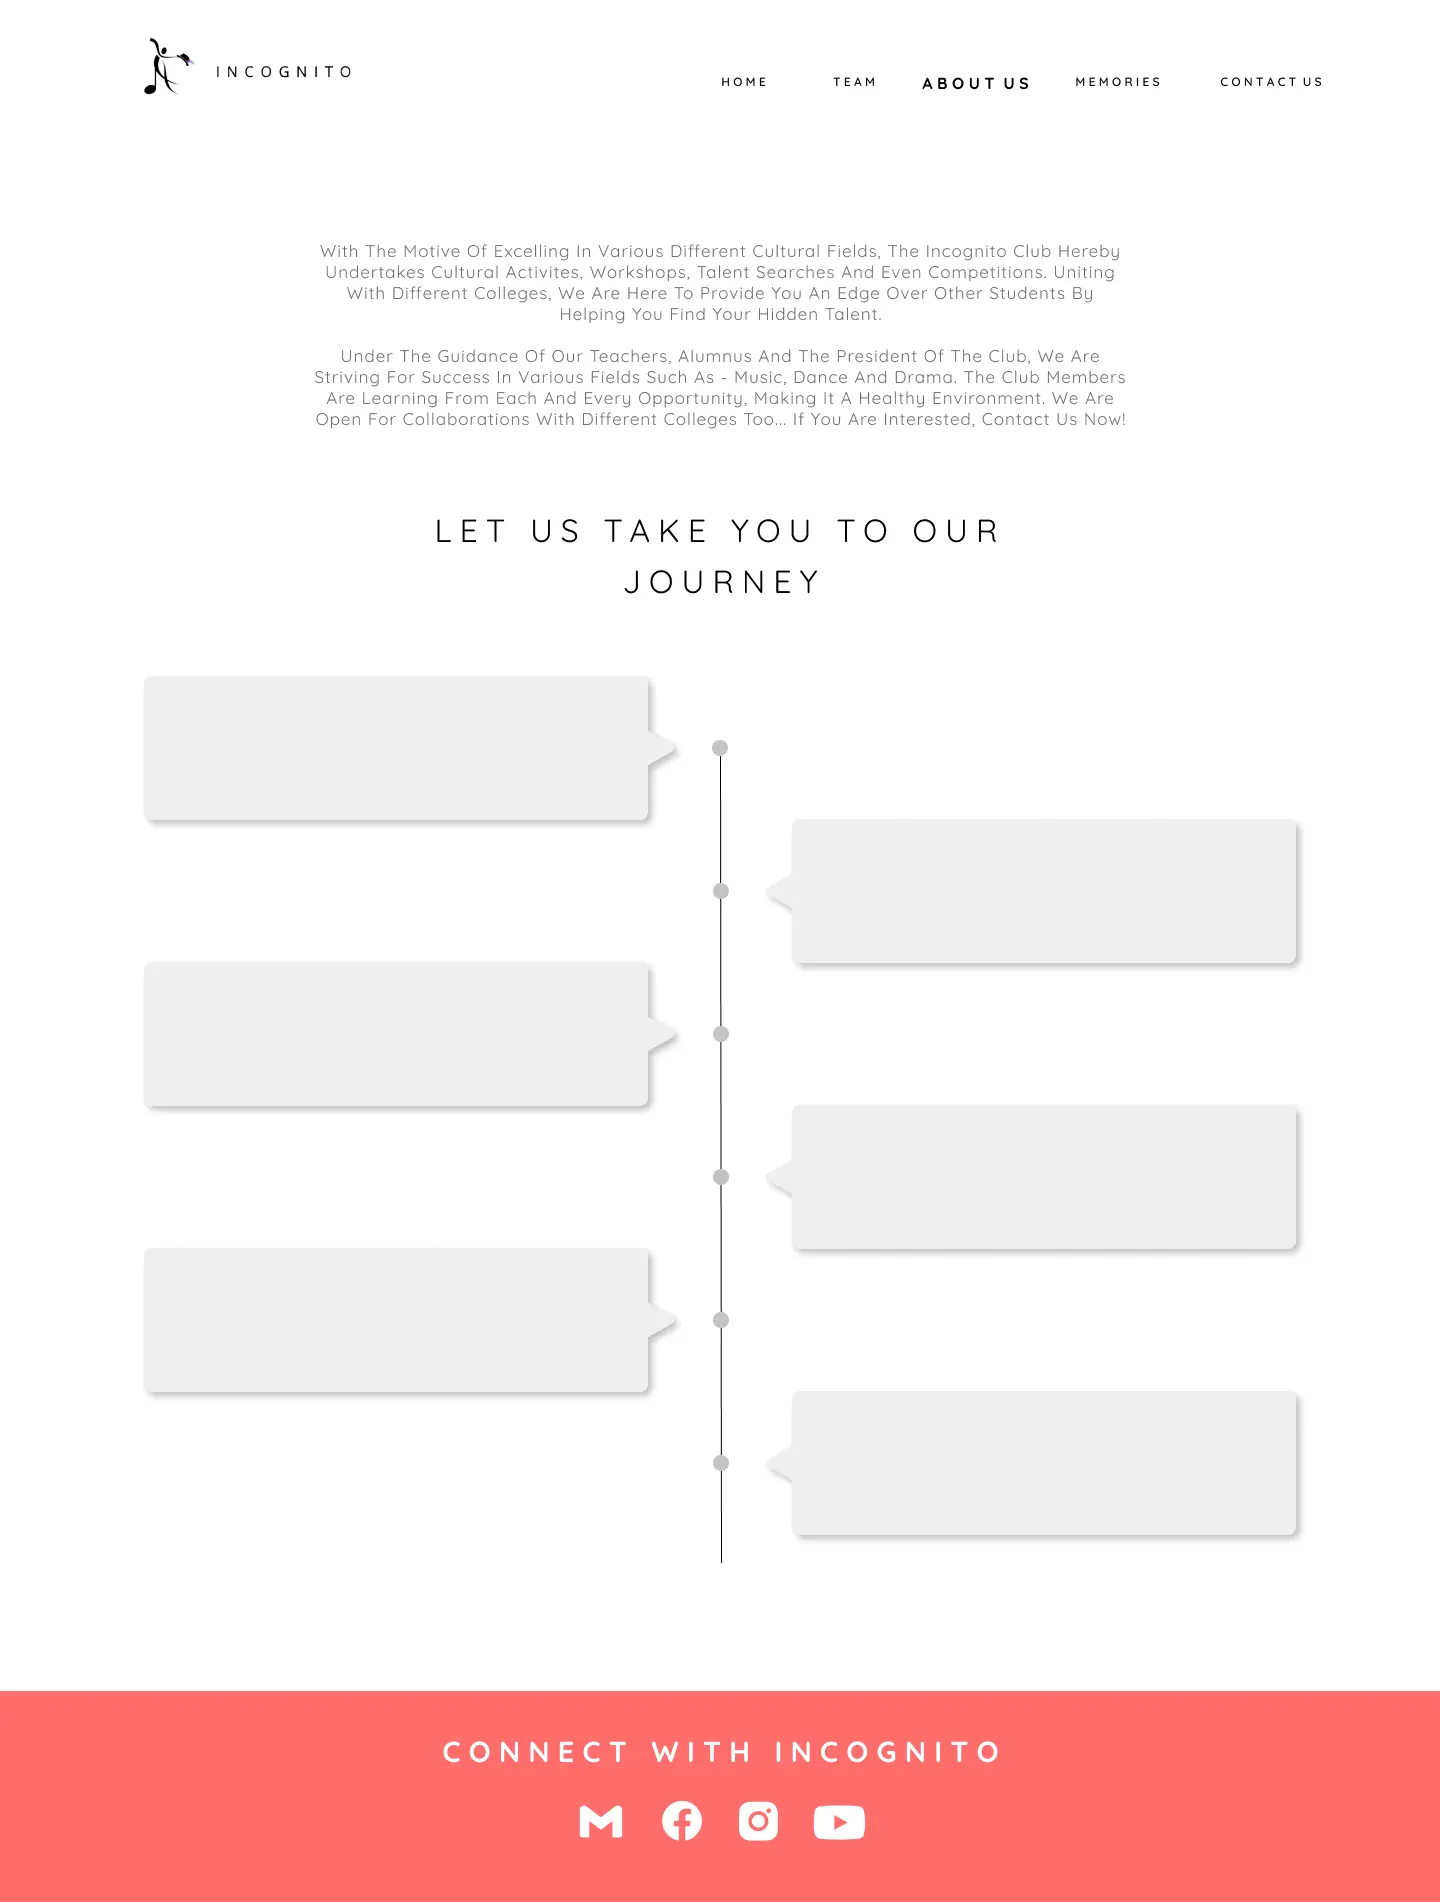 INCOGNITO
HOME
TEAM
ABOUT US
MEMORIES
CONTACT US
With The Motive Of Excelling In Various Different Cultural Fields, The Incognito Club Hereby
Undertakes Cultural Activites, Workshops, Talent Searches And Even Competitions. Uniting
With Different Colleges, We Are Here To Provide You An Edge Over Other Students By
Helping You Find Your Hidden Talent.
Under The Guidance Of Our Teachers, Alumnus And The President Of The Club, We Are
Striving For Success In Various Fields Such As - Music, Dance And Drama. The Club Members
Are Learning From Each And Every Opportunity, Making It A Healthy Environment. We Are
Open For Collaborations With Different Colleges Too... If You Are Interested, Contact Us Now!
LET US TAKE YOU TO OUR
JOURNEY
CONNECT WITH INCOGNITO